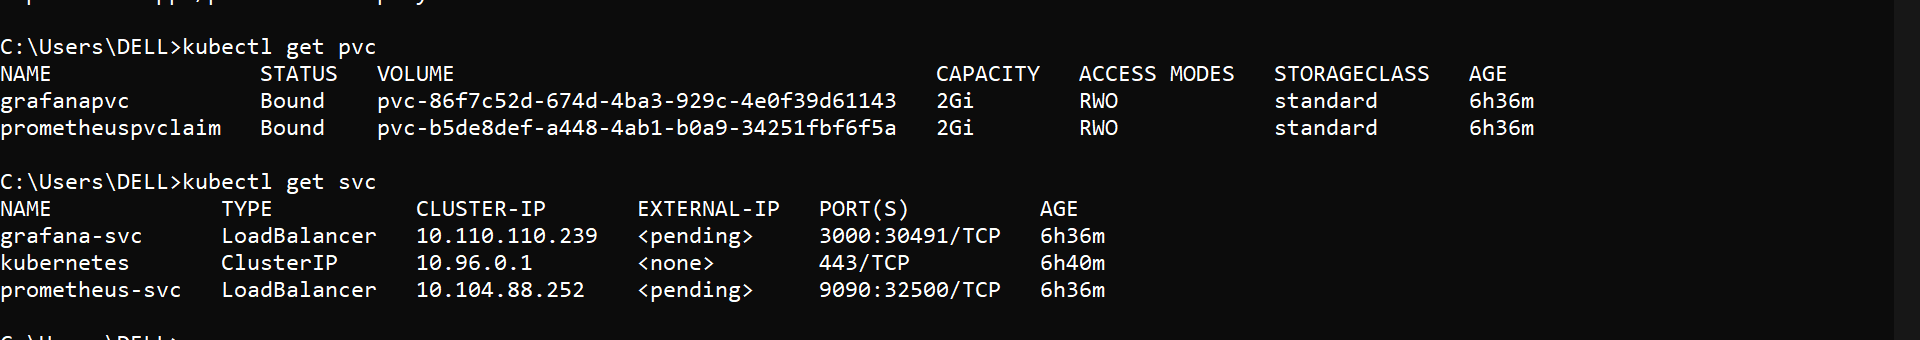 C:\Users\DELL>kubectl get pvc
NAME                STATUS   VOLUME                                     CAPACITY   ACCESS MODES   STORAGECLASS   AGE
grafanapvc          Bound    pvc-86f7c52d-674d-4ba3-929c-4e0f39d61143   2Gi        RWO            standard       6h36m
prometheuspvclaim   Bound    pvc-b5de8def-a448-4ab1-b0a9-34251fbf6f5a   2Gi        RWO            standard       6h36m
C:\Users\DELL>kubectl get svc
NAME             TYPE           CLUSTER-IP       EXTERNAL-IP   PORT(S)          AGE
grafana-svc      LoadBalancer   10.110.110.239   <pending>     3000:30491/TCP   6h36m
kubernetes       ClusterIP      10.96.0.1        <none>        443/TCP          6h40m
prometheus-svc   LoadBalancer   10.104.88.252    <pending>     9090:32500/TCP   6h36m
C:\Users\DELL>